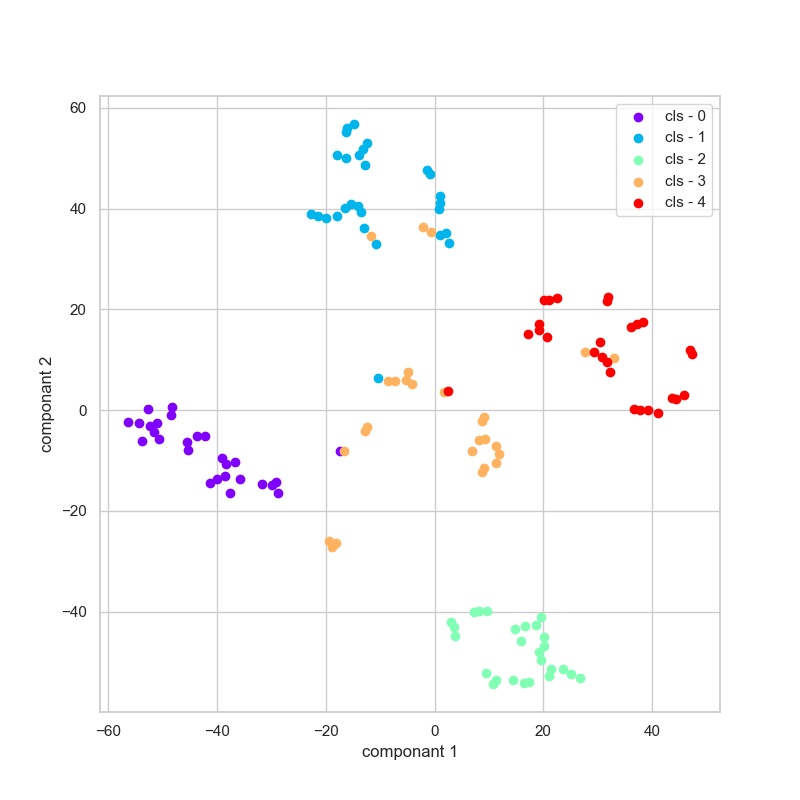 60
40
20
0
−20
−40
−60
−40
−20
0
20
40
componant 1
componant 2
cls - 0
cls - 1
cls - 2
cls - 3
cls - 4